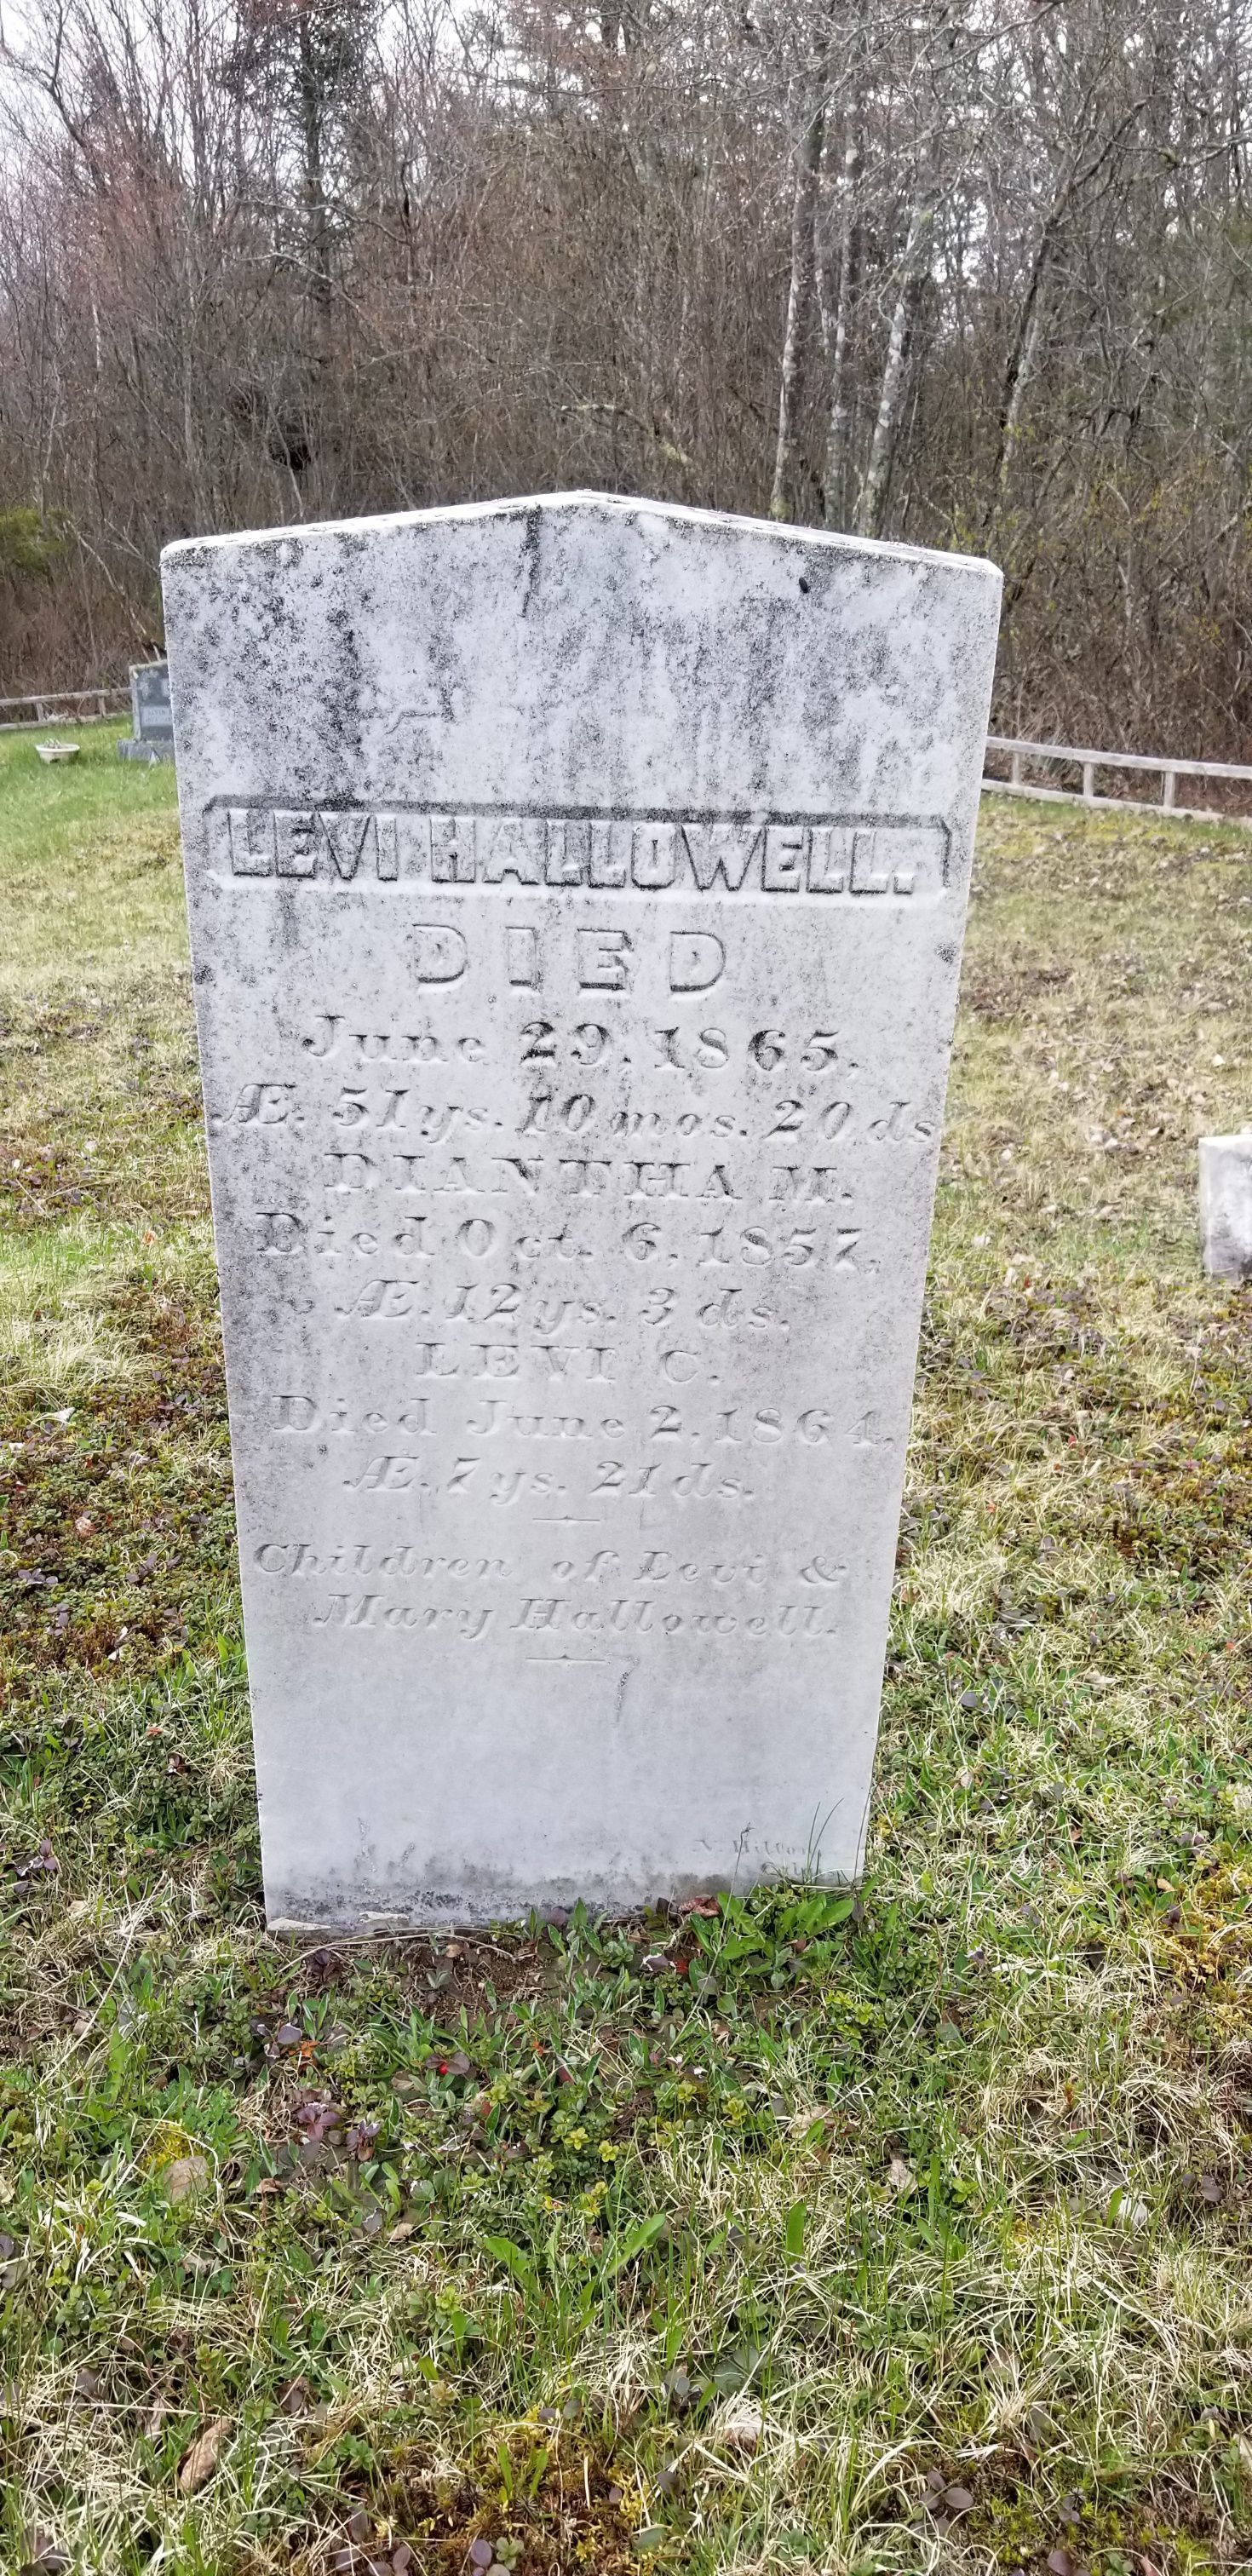 LEVI HALLOWELL.
DIED
June 29, 1865,
Æ. 51 ys. 10 mos. 20 ds
DIANTHA M.
Died Oct. 6, 1857,
Æ. 12 ys. 3 ds.
LEVI C.
Died June 2, 1864,
Æ. 7 ys. 21 ds.
Children of Levi &
Mary Hallowell.